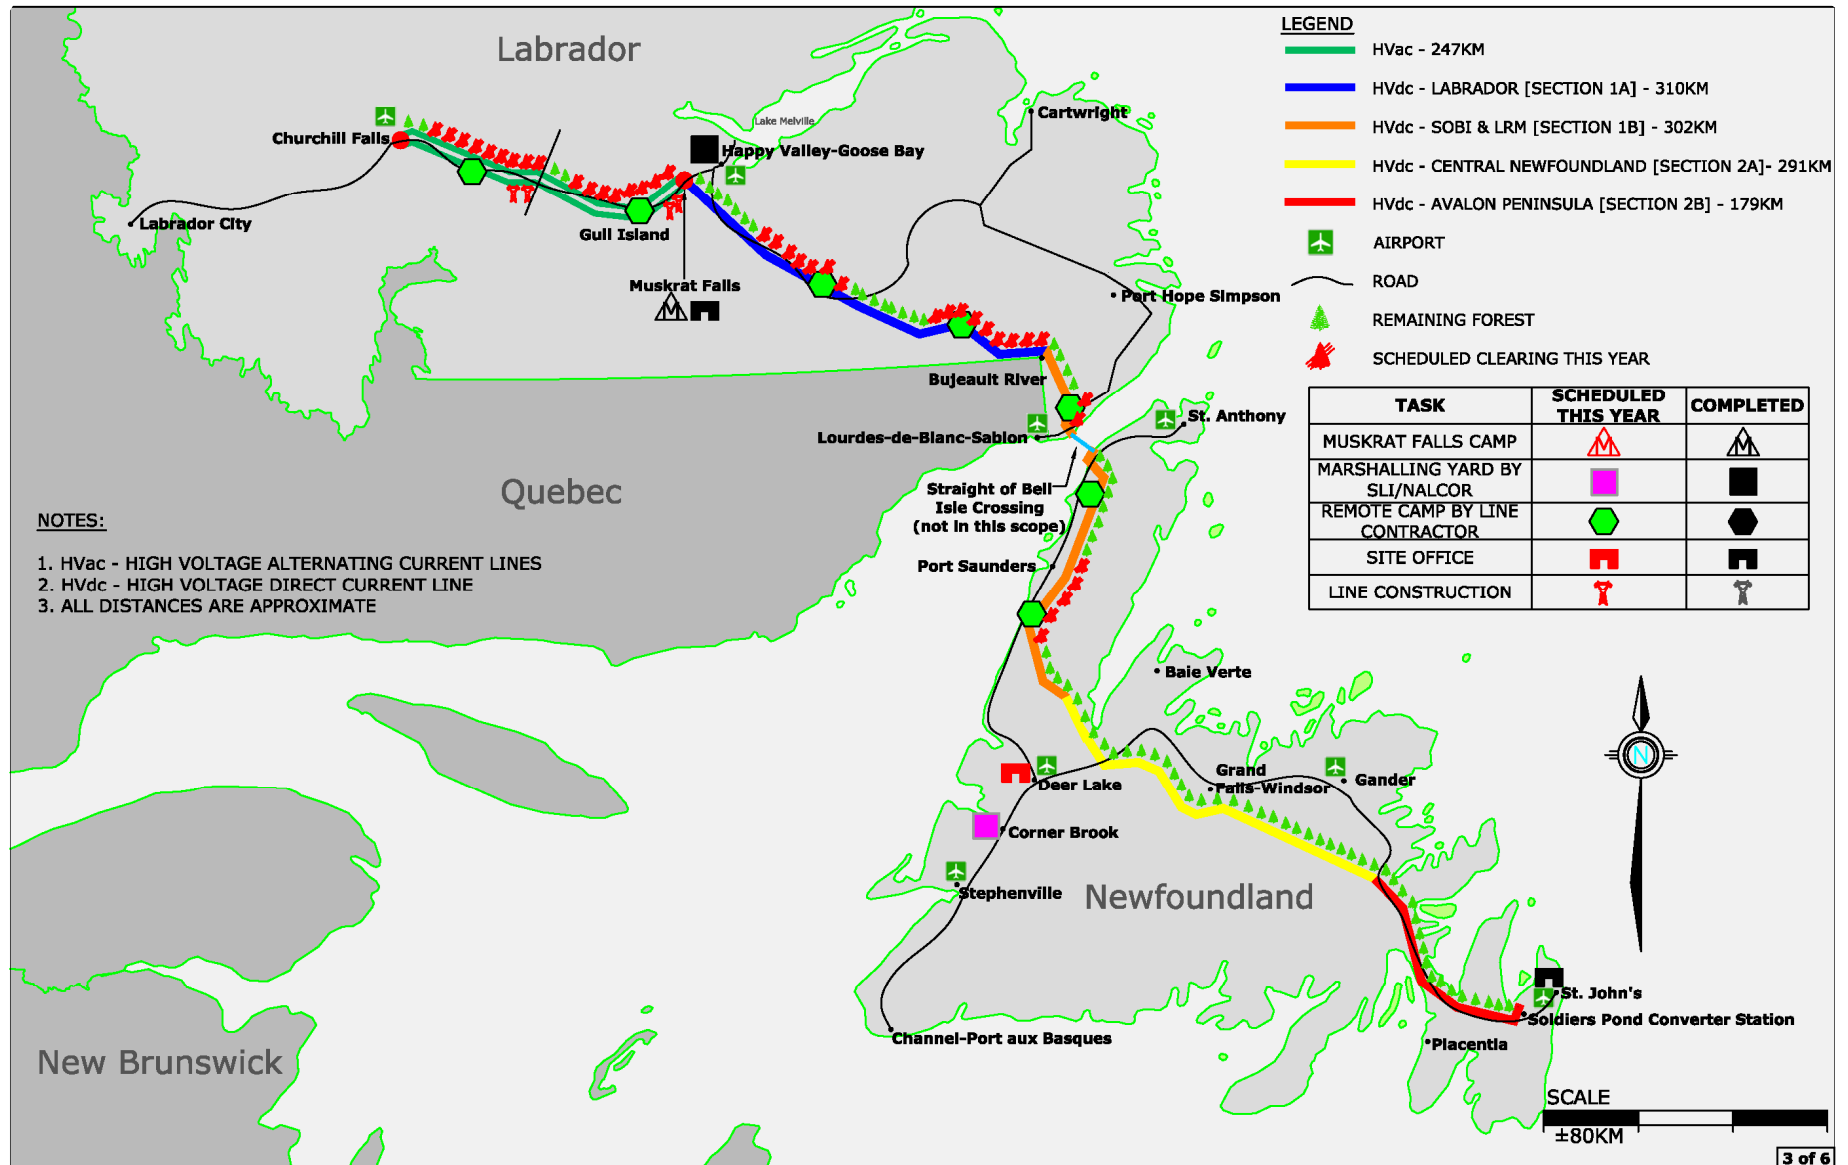 Labrador
Lake Melville
Cartwright
Churchill Falls
Happy Valley-Goose Bay
Labrador City
Gull Island
Muskrat Falls
Port Hope Simpson
Bujeault River
Lourdes-de-Blanc-Sablon
St. Anthony
Quebec
Straight of Bell
Isle Crossing
(not in this scope)
Port Saunders
Baie Verte
Grand
Falls-Windsor
Gander
Deer Lake
Corner Brook
Stephenville
Newfoundland
St. John's
Soldiers Pond Converter Station
Placentia
Channel-Port aux Basques
New Brunswick
NOTES:
1. HVac - HIGH VOLTAGE ALTERNATING CURRENT LINES
2. HVdc - HIGH VOLTAGE DIRECT CURRENT LINE
3. ALL DISTANCES ARE APPROXIMATE
LEGEND
HVac - 247KM
HVdc - LABRADOR [SECTION 1A] - 310KM
HVdc - SOBI & LRM [SECTION 1B] - 302KM
HVdc - CENTRAL NEWFOUNDLAND [SECTION 2A]- 291KM
HVdc - AVALON PENINSULA [SECTION 2B] - 179KM
AIRPORT
ROAD
REMAINING FOREST
SCHEDULED CLEARING THIS YEAR
TASK
SCHEDULED
THIS YEAR
COMPLETED
MUSKRAT FALLS CAMP
MARSHALLING YARD BY
SLI/NALCOR
REMOTE CAMP BY LINE
CONTRACTOR
SITE OFFICE
LINE CONSTRUCTION
N
SCALE
±80KM
3 of 6